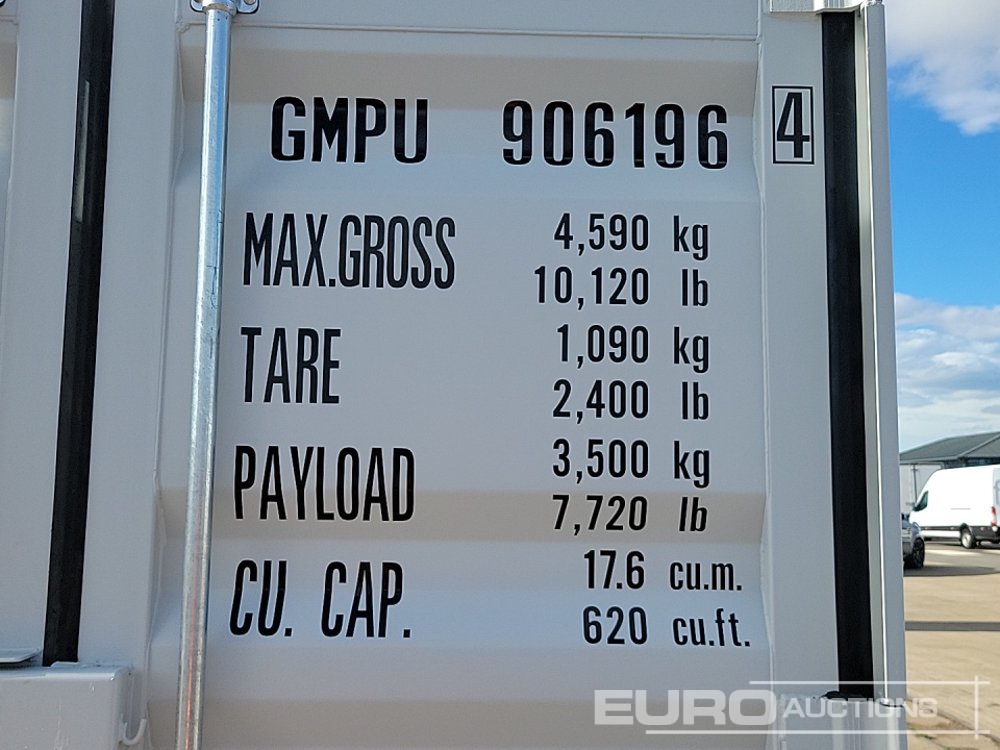 GMPU 906196 4
MAX.GROSS 4,590 kg
10,120 lb
TARE 1,090 kg
2,400 lb
PAYLOAD 3,500 kg
7,720 lb
CU. CAP. 17.6 cu.m.
620 cu.ft.
EURO AUCTIONS